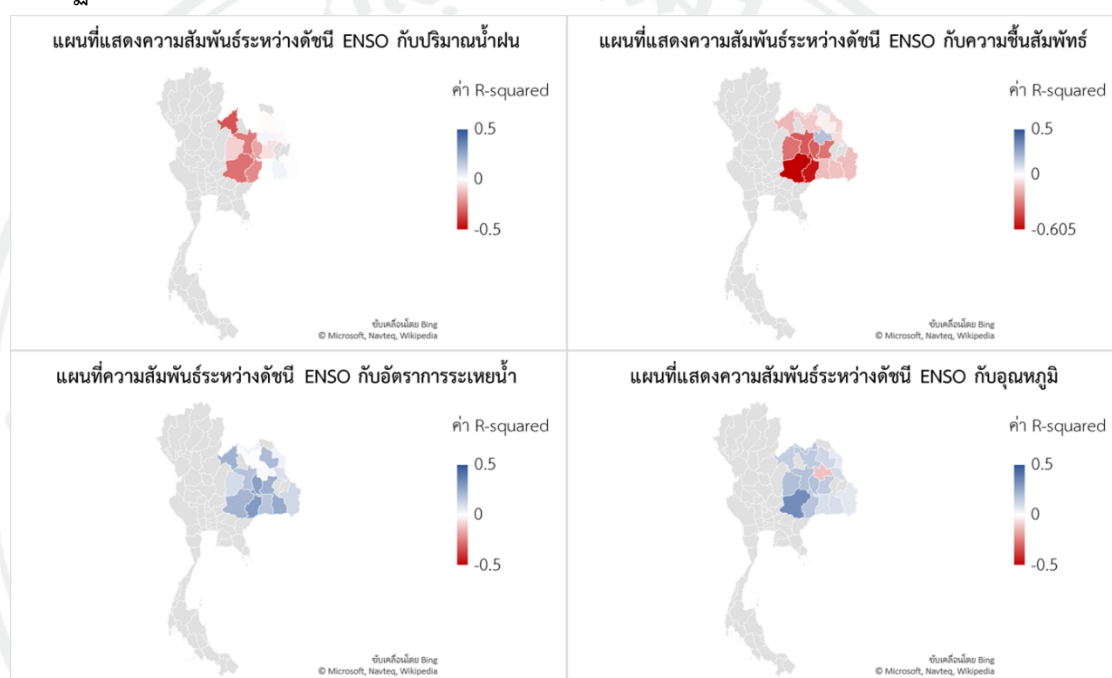 แผนที่แสดงความสัมพันธ์ระหว่างดัชนี ENSO กับปริมาณน้ำฝน
ค่า R-squared
0.5
0
-0.5
ขับเคลื่อนโดย Bing
© Microsoft, Navteq, Wikipedia
แผนที่แสดงความสัมพันธ์ระหว่างดัชนี ENSO กับความชื้นสัมพัทธ์
ค่า R-squared
0.5
0
-0.605
ขับเคลื่อนโดย Bing
© Microsoft, Navteq, Wikipedia
แผนที่ความสัมพันธ์ระหว่างดัชนี ENSO กับอัตราการระเหยน้ำ
ค่า R-squared
0.5
0
-0.5
ขับเคลื่อนโดย Bing
© Microsoft, Navteq, Wikipedia
แผนที่แสดงความสัมพันธ์ระหว่างดัชนี ENSO กับอุณหภูมิ
ค่า R-squared
0.5
0
-0.5
ขับเคลื่อนโดย Bing
© Microsoft, Navteq, Wikipedia